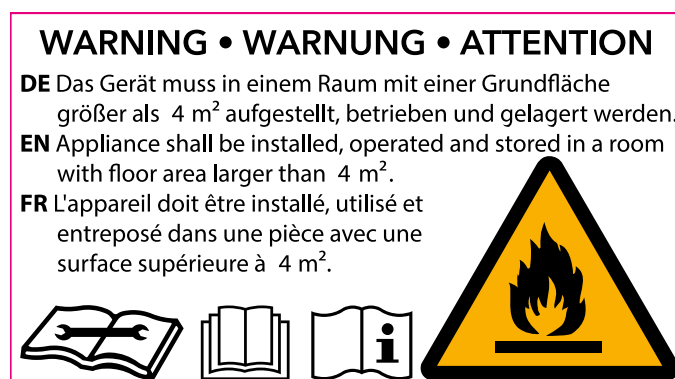 WARNING • WARNUNG • ATTENTION
DE Das Gerät muss in einem Raum mit einer Grundfläche
größer als 4 m² aufgestellt, betrieben und gelagert werden.
EN Appliance shall be installed, operated and stored in a room
with floor area larger than 4 m².
FR L'appareil doit être installé, utilisé et
entreposé dans une pièce avec une
surface supérieure à 4 m².
i